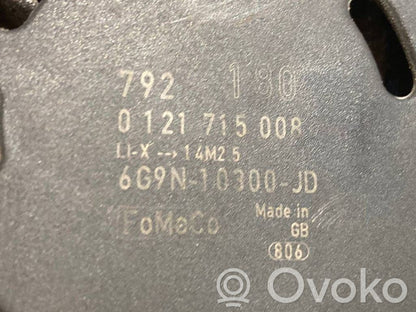 792 180
0 121 715 008
LI-X --> 14M2.5
6G9N-10300-JD
FoMoCo Made in
GB
806
Ovoko